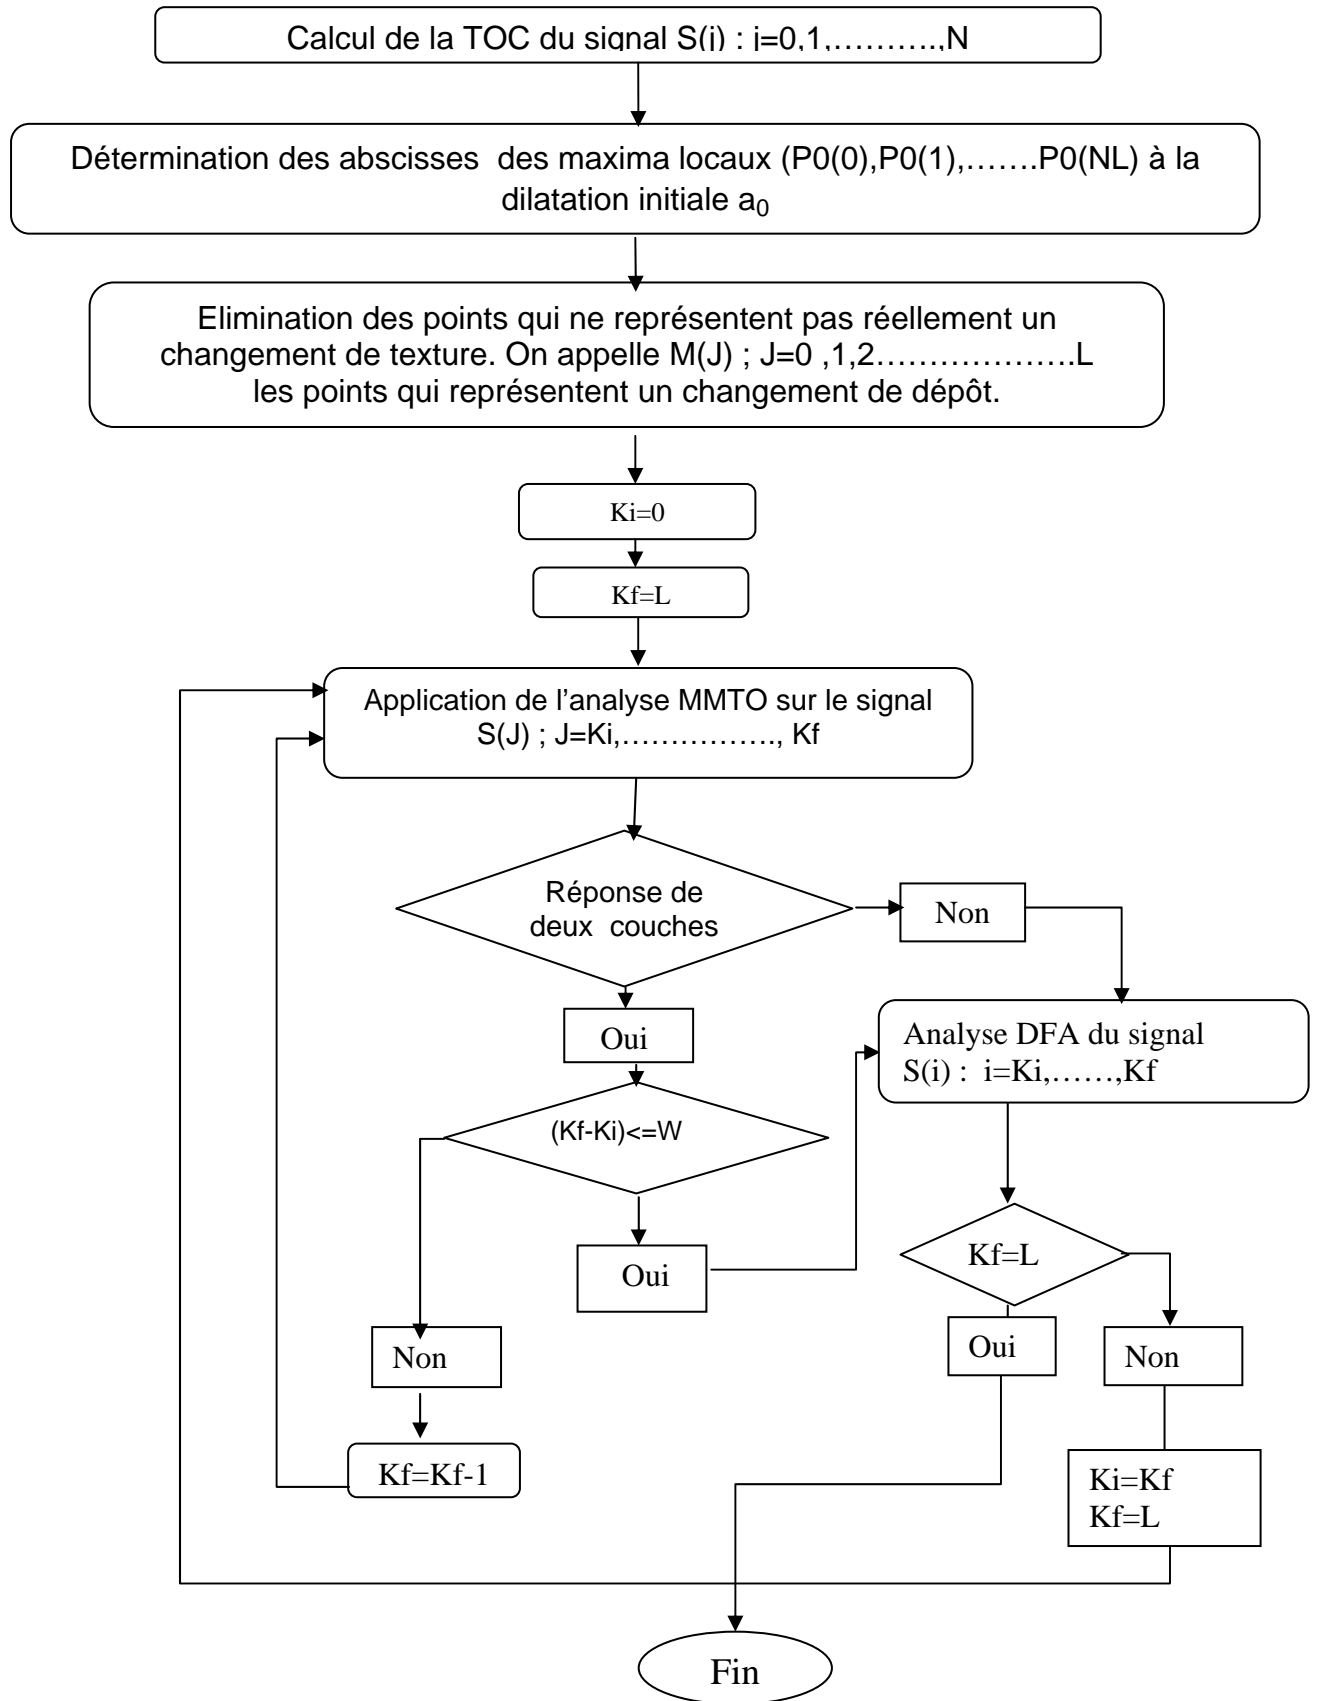 Calcul de la TOC du signal S(i) : i=0,1,……….,N
Détermination des abscisses des maxima locaux (P0(0),P0(1),…….P0(NL) à la
dilatation initiale a₀
Elimination des points qui ne représentent pas réellement un
changement de texture. On appelle M(J) ; J=0 ,1,2……………….L
les points qui représentent un changement de dépôt.
Ki=0
Kf=L
Application de l’analyse MMTO sur le signal
S(J) ; J=Ki,……………., Kf
Réponse de
deux couches
Non
Oui
Analyse DFA du signal
S(i) : i=Ki,……,Kf
(Kf-Ki)<=W
Kf=L
Oui
Oui
Non
Non
Kf=Kf-1
Ki=Kf
Kf=L
Fin